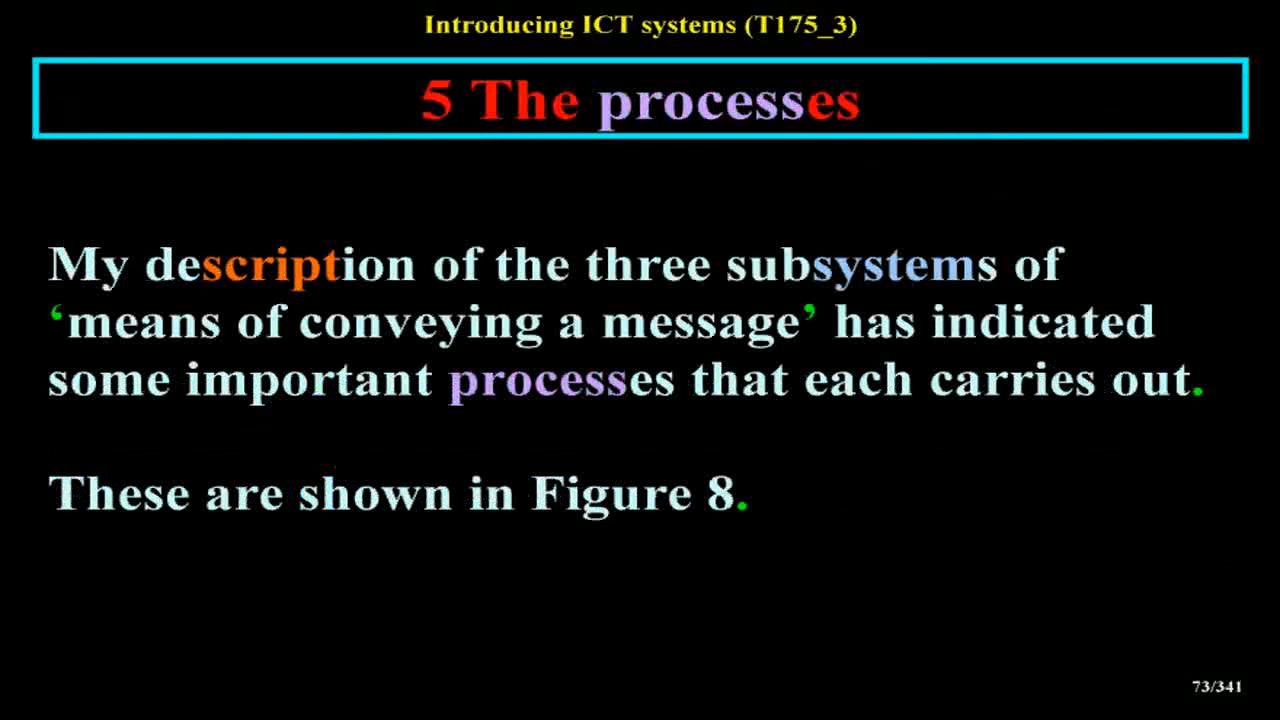 Introducing ICT systems (T175_3)
5 The processes
My description of the three subsystems of
‘means of conveying a message’ has indicated
some important processes that each carries out.
These are shown in Figure 8.
73/341